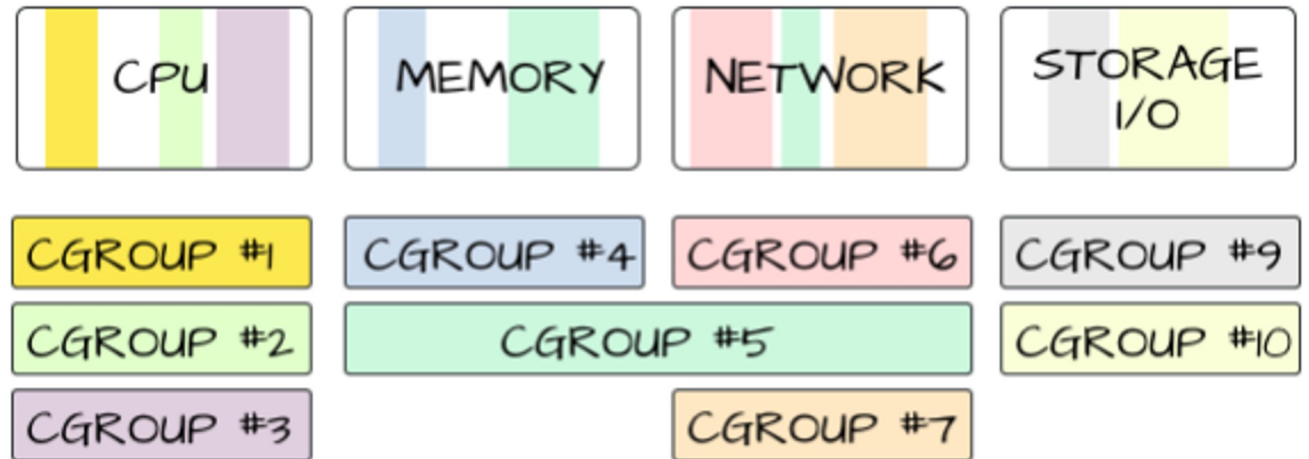 CPU
MEMORY
NETWORK
STORAGE
I/O
CGROUP #1
CGROUP #4
CGROUP #6
CGROUP #9
CGROUP #2
CGROUP #5
CGROUP #10
CGROUP #3
CGROUP #7